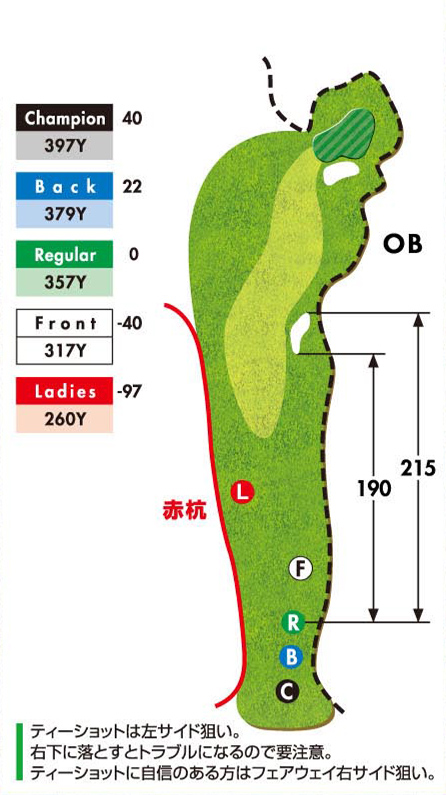 Champion 40
397Y
Back 22
379Y
Regular 0
357Y
Front -40
317Y
Ladies -97
260Y
OB
215
190
赤杭
L
F
R
B
C
ティーショットは左サイド狙い。
右下に落とすとトラブルになるので要注意。
ティーショットに自信のある方はフェアウェイ右サイド狙い。